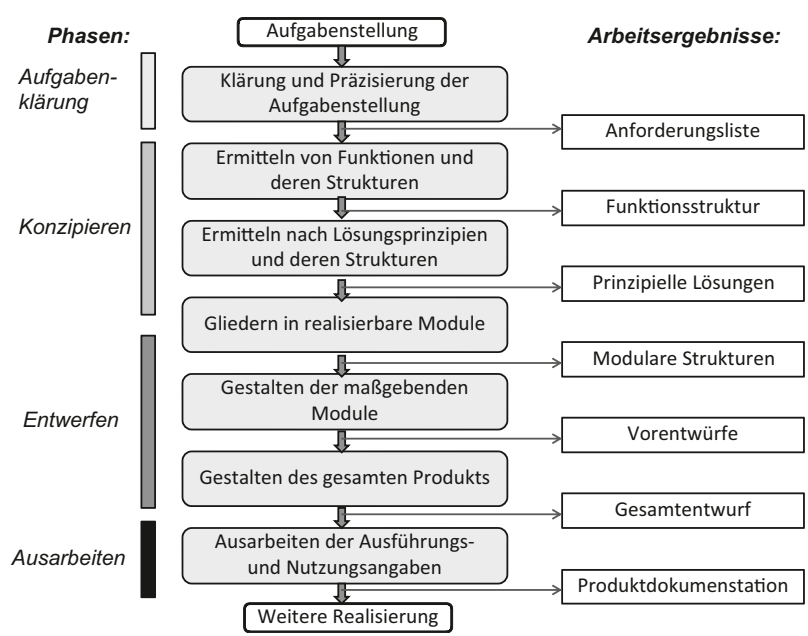 Phasen:
Aufgabenstellung
Arbeitsergebnisse:
Aufgaben-
klärung
Klärung und Präzisierung der
Aufgabenstellung
Anforderungsliste
Konzipieren
Ermitteln von Funktionen und
deren Strukturen
Funktionsstruktur
Ermitteln nach Lösungsprinzipien
und deren Strukturen
Prinzipielle Lösungen
Gliedern in realisierbare Module
Modulare Strukturen
Entwerfen
Gestalten der maßgebenden
Module
Vorentwürfe
Gestalten des gesamten Produkts
Gesamtentwurf
Ausarbeiten
Ausarbeiten der Ausführungs-
und Nutzungsangaben
Produktdokumenstation
Weitere Realisierung